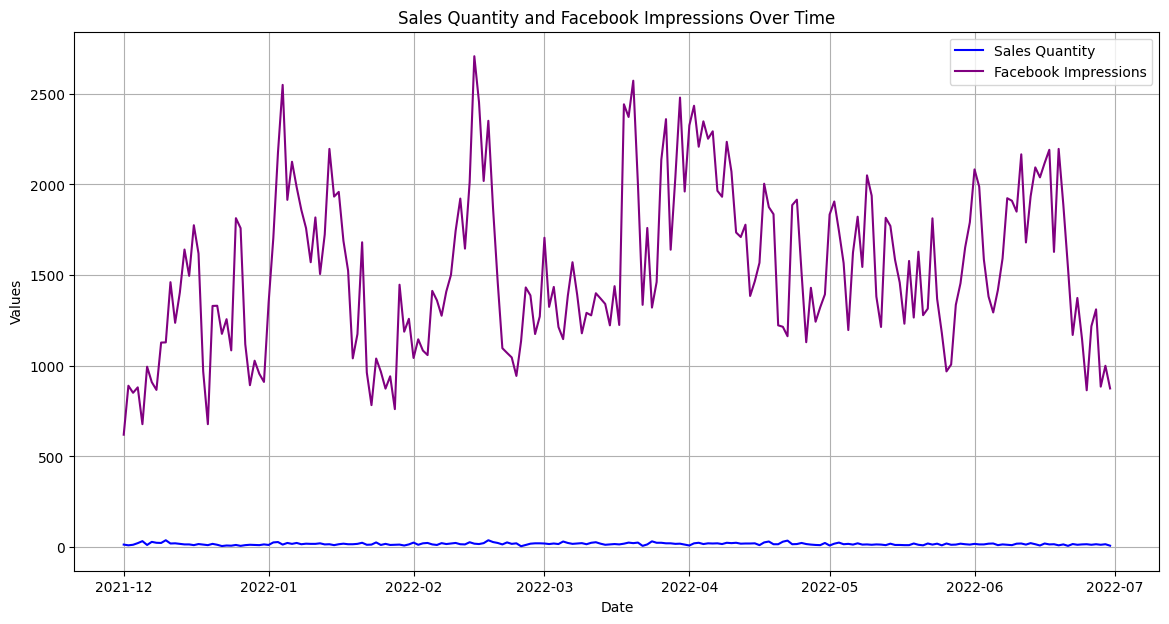 Sales Quantity and Facebook Impressions Over Time
Sales Quantity
Facebook Impressions
Values
2500
2000
1500
1000
500
0
2021-12 2022-01 2022-02 2022-03 2022-04 2022-05 2022-06 2022-07
Date